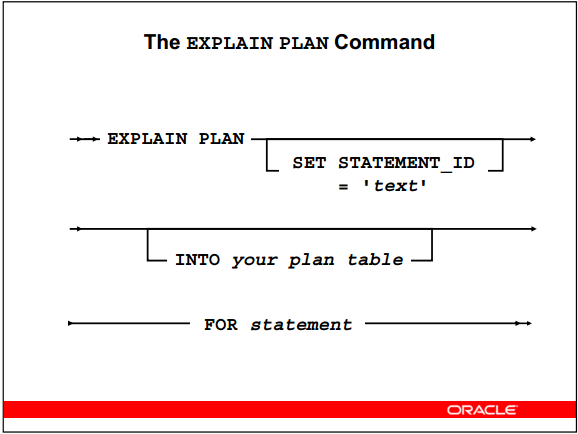 The EXPLAIN PLAN Command
EXPLAIN PLAN
SET STATEMENT_ID
= 'text'
INTO your plan table
FOR statement
ORACLE